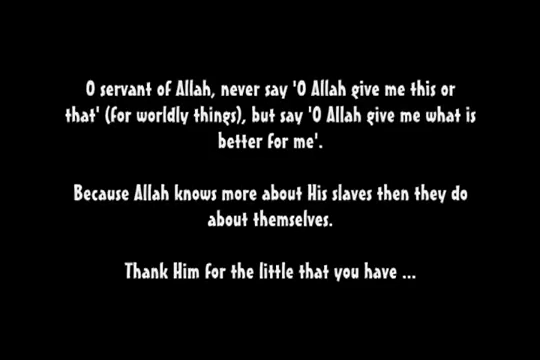 O servant of Allah, never say 'O Allah give me this or
that' (for worldly things), but say 'O Allah give me what is
better for me'.
Because Allah knows more about His slaves then they do
about themselves.
Thank Him for the little that you have ...